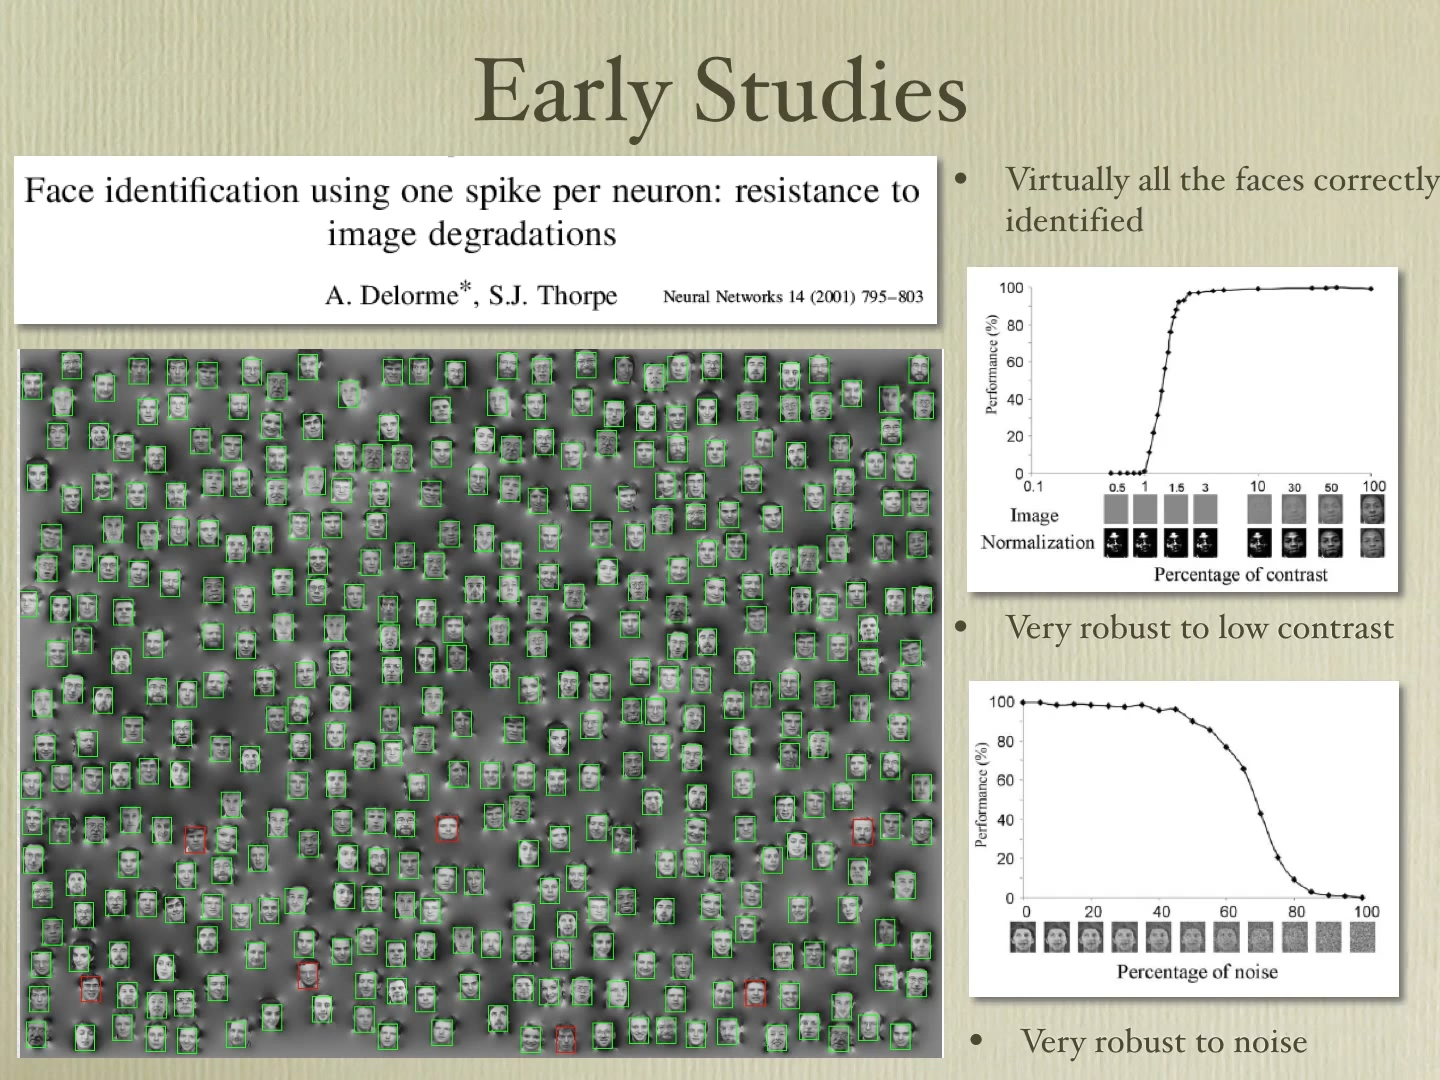 Early Studies
Face identification using one spike per neuron: resistance to
image degradations
A. Delorme*, S.J. Thorpe
Neural Networks 14 (2001) 795–803
• Virtually all the faces correctly
identified
Performance (%)
100
80
60
40
20
0
0.1 0.5 1 1.5 3 10 30 50 100
Image
Normalization
Percentage of contrast
• Very robust to low contrast
Performance (%)
100
80
60
40
20
0
0 20 40 60 80 100
Percentage of noise
• Very robust to noise